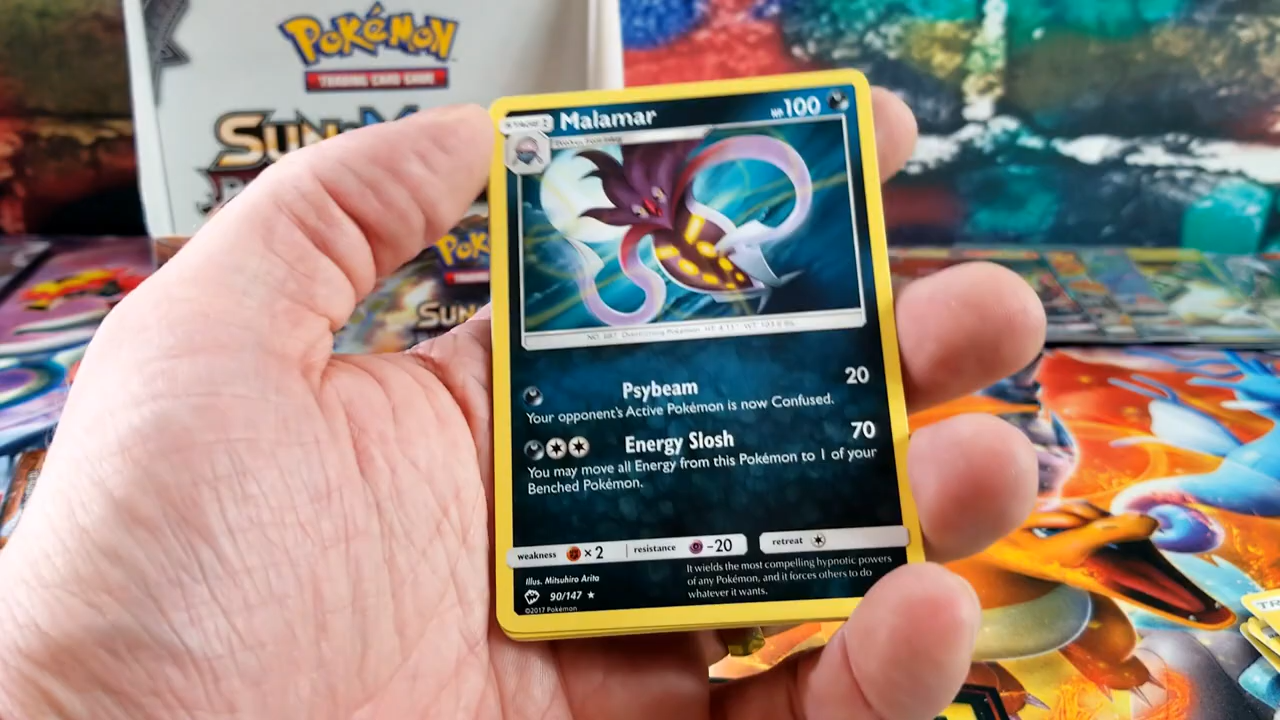 POKéMON
TRADING CARD GAME
SUN
Malamar
HP100
Psybeam 20
Your opponent's Active Pokémon is now Confused.
Energy Slosh 70
You may move all Energy from this Pokémon to 1 of your
Benched Pokémon.
weakness ×2 resistance -20 retreat
Illus. Mitsuhiro Arita
90/147
©2017 Pokémon
It wields the most compelling hypnotic powers
of any Pokémon, and it forces others to do
whatever it wants.
SUN